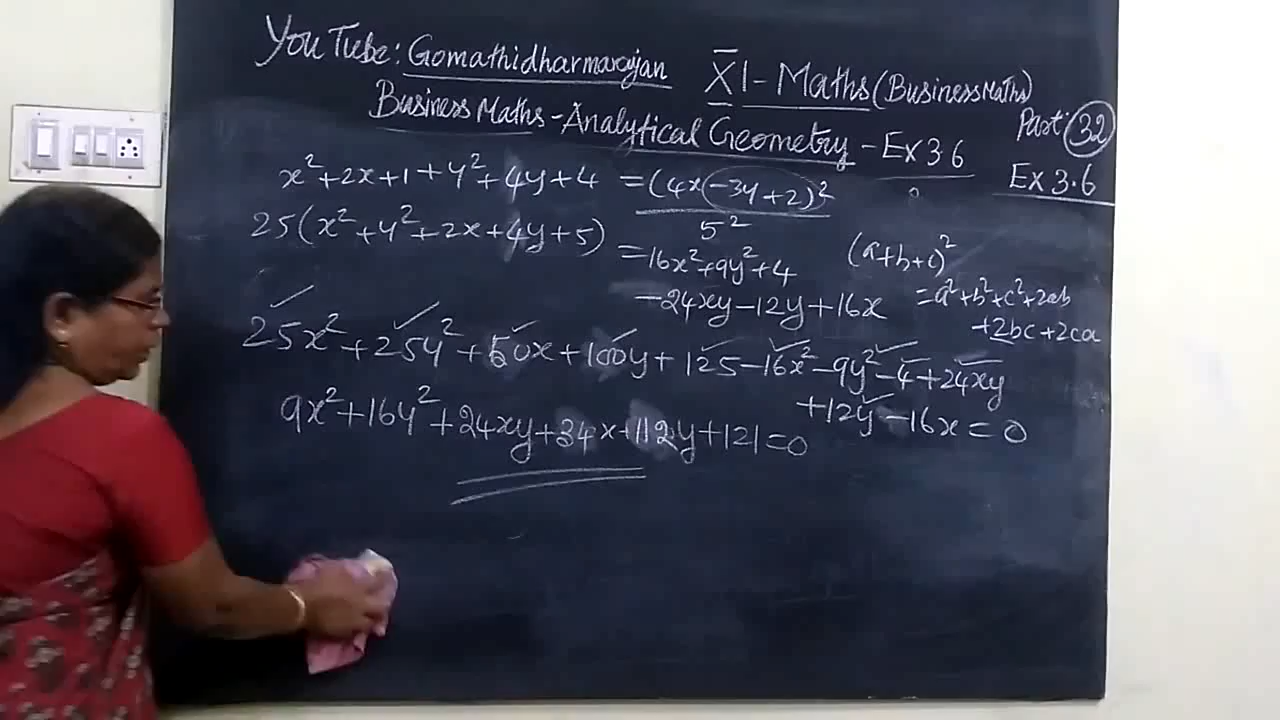 YouTube: Gomathidharmarajan
XI - Maths (Business Maths)
Business Maths - Analytical Geometry - Ex 3 6
Part 32
Ex 3.6
x² + 2x + 1 + y² + 4y + 4 = (4x - 3y + 2)²
5²
25(x² + y² + 2x + 4y + 5) = 16x² + 9y² + 4
- 24xy - 12y + 16x
(a+b+c)²
= a² + b² + c² + 2ab
+ 2bc + 2ca
25x² + 25y² + 50x + 100y + 125 - 16x² - 9y² - 4 + 24xy
+ 12y - 16x = 0
9x² + 16y² + 24xy + 34x + 112y + 121 = 0